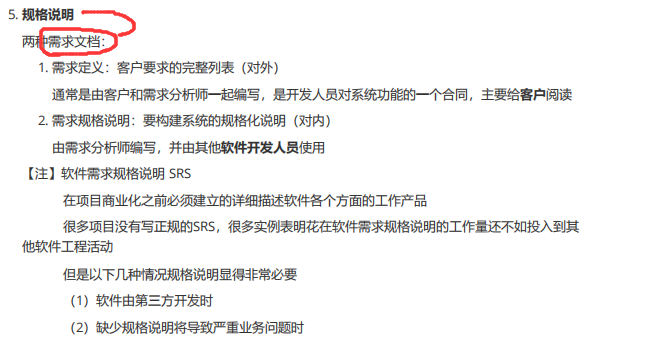 5. 规格说明
两种需求文档：
1. 需求定义：客户要求的完整列表（对外）
通常是由客户和需求分析师一起编写，是开发人员对系统功能的一个合同，主要给客户阅读
2. 需求规格说明：要构建系统的规格化说明（对内）
由需求分析师编写，并由其他软件开发人员使用
【注】软件需求规格说明 SRS
在项目商业化之前必须建立的详细描述软件各个方面的工作产品
很多项目没有写正规的SRS，很多实例表明花在软件需求规格说明的工作量还不如投入到其
他软件工程活动
但是以下几种情况规格说明显得非常必要
（1）软件由第三方开发时
（2）缺少规格说明将导致严重业务问题时